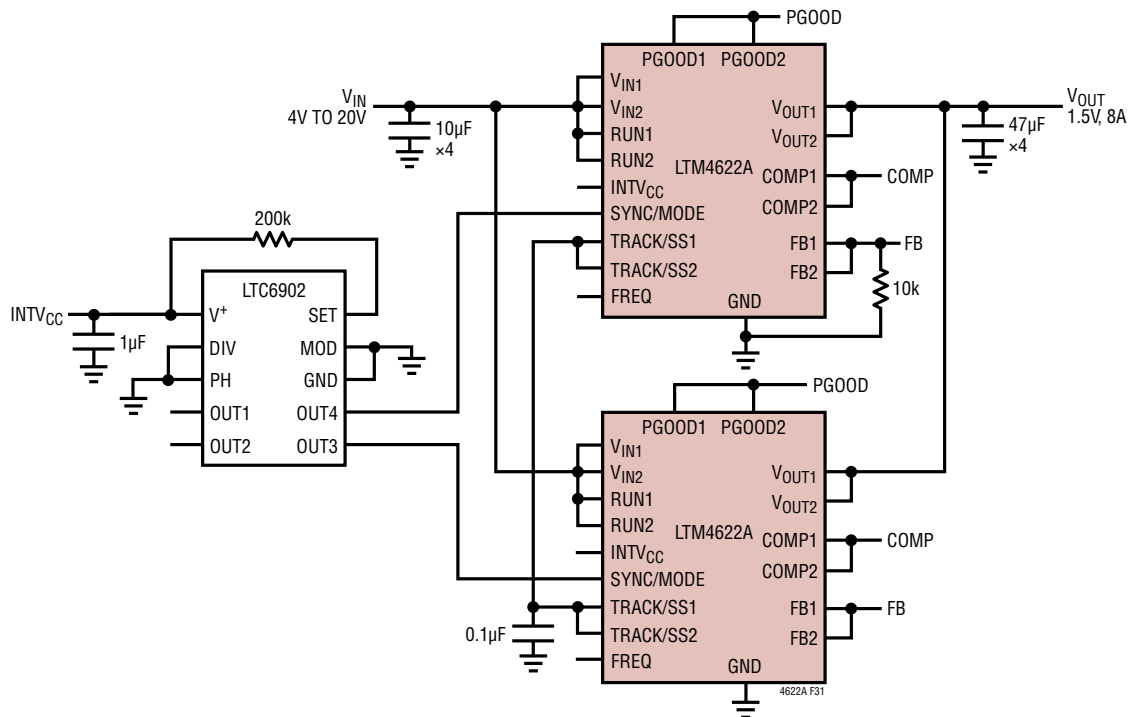 PGOOD
PGOOD1 PGOOD2
VIN
4V TO 20V
10µF
×4
VIN1
VIN2
RUN1
RUN2
INTVCC
SYNC/MODE
TRACK/SS1
TRACK/SS2
FREQ
LTM4622A
VOUT1
VOUT2
COMP1
COMP2
FB1
FB2
GND
COMP
FB
10k
47µF
×4
VOUT
1.5V, 8A
200k
INTVCC
1µF
LTC6902
V+
DIV
PH
OUT1
OUT2
SET
MOD
GND
OUT4
OUT3
PGOOD
PGOOD1 PGOOD2
VIN1
VIN2
RUN1
RUN2
INTVCC
SYNC/MODE
TRACK/SS1
TRACK/SS2
FREQ
LTM4622A
VOUT1
VOUT2
COMP1
COMP2
FB1
FB2
GND
COMP
FB
0.1µF
4622A F31